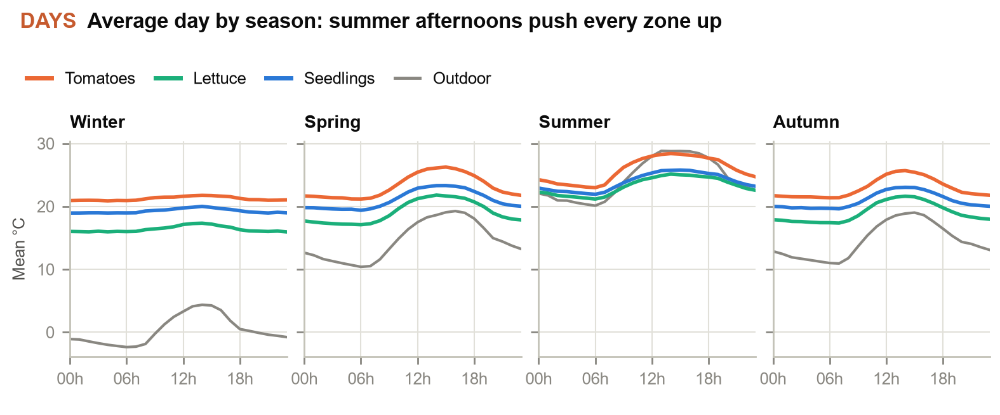 DAYS Average day by season: summer afternoons push every zone up
Tomatoes Lettuce Seedlings Outdoor
Winter Spring Summer Autumn
Mean °C
30
20
10
0
00h 06h 12h 18h 00h 06h 12h 18h 00h 06h 12h 18h 00h 06h 12h 18h